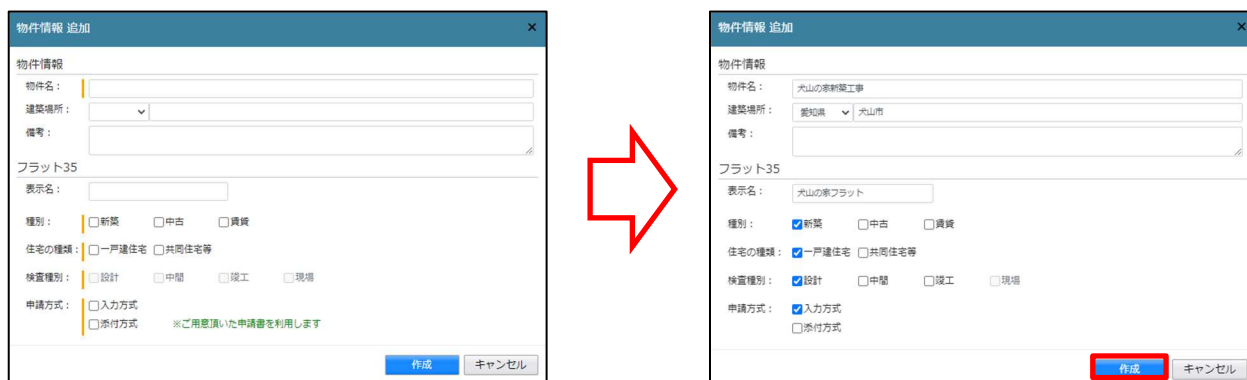 物件情報 追加 ×
物件情報
物件名：
建築場所：
備考：
フラット35
表示名：
種別： 新築 中古 賃貸
住宅の種類： 一戸建住宅 共同住宅等
検査種別： 設計 中間 竣工 現場
申請方式： 入力方式
添付方式 ※ご用意頂いた申請書を利用します
作成 キャンセル
物件情報 追加 ×
物件情報
物件名： 犬山の家新築工事
建築場所： 愛知県 犬山市
備考：
フラット35
表示名： 犬山の家フラット
種別： 新築 中古 賃貸
住宅の種類： 一戸建住宅 共同住宅等
検査種別： 設計 中間 竣工 現場
申請方式： 入力方式
添付方式
作成 キャンセル